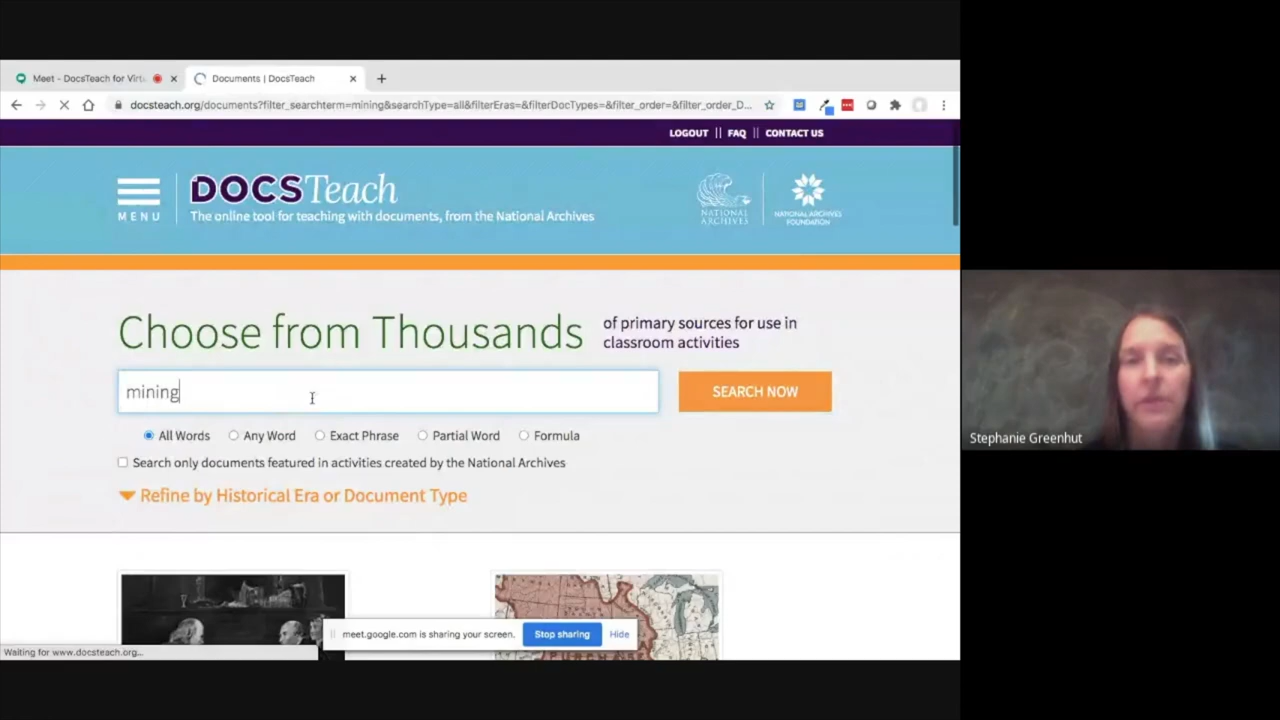 Meet - DocsTeach for Virtu
Documents | DocsTeach
docsteach.org/documents?filter_searchterm=mining&searchType=all&filterEras=&filterDocTypes=&filter_order=&filter_order_D...
LOGOUT || FAQ || CONTACT US
MENU
DOCSTeach
The online tool for teaching with documents, from the National Archives
NATIONAL ARCHIVES
NATIONAL ARCHIVES FOUNDATION
Choose from Thousands
of primary sources for use in
classroom activities
mining
SEARCH NOW
All Words Any Word Exact Phrase Partial Word Formula
Search only documents featured in activities created by the National Archives
Refine by Historical Era or Document Type
Stephanie Greenhut
meet.google.com is sharing your screen. Stop sharing Hide
Waiting for www.docsteach.org...